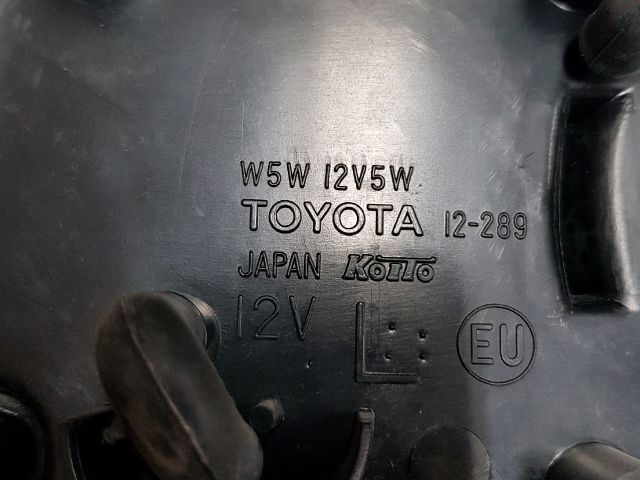 W5W 12V5W
TOYOTA 12-289
JAPAN KOITO
12V L EU